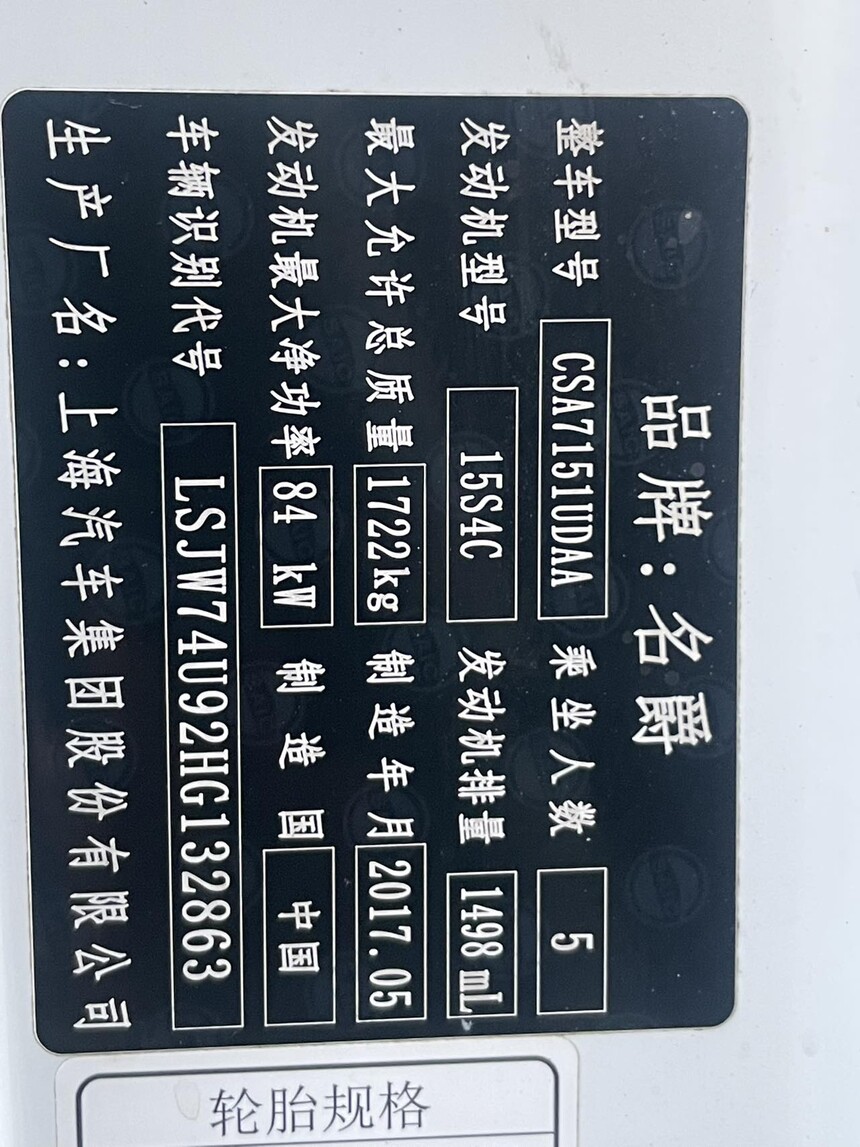 品牌：名爵
整车型号 CSA7151UDAA 乘坐人数 5
发动机型号 15S4C 发动机排量 1498 mL
最大允许总质量 1722kg 制造年月 2017.05
发动机最大净功率 84 kW 制造国 中国
车辆识别代号 LSJW74U92HG132863
生产厂名：上海汽车集团股份有限公司
轮胎规格